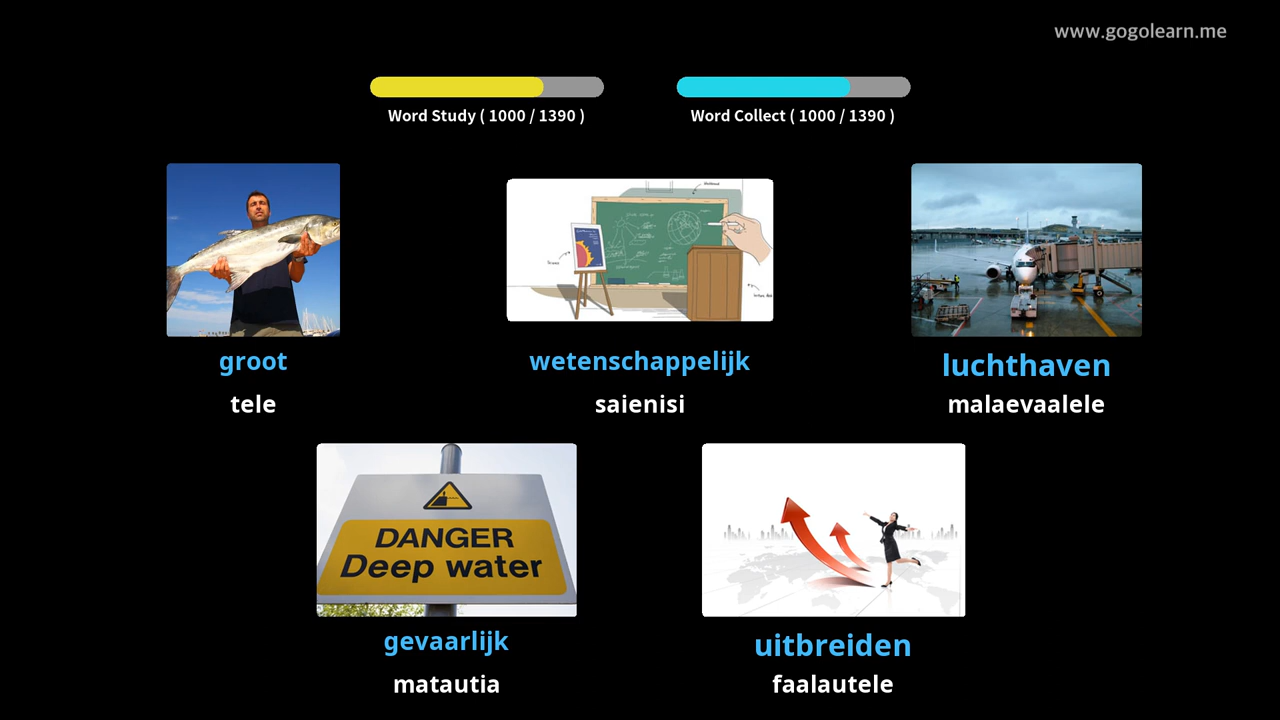 www.gogolearn.me
Word Study ( 1000 / 1390 )
Word Collect ( 1000 / 1390 )
groot
tele
wetenschappelijk
saienisi
luchthaven
malaevaalele
DANGER
Deep water
gevaarlijk
matautia
uitbreiden
faalautele